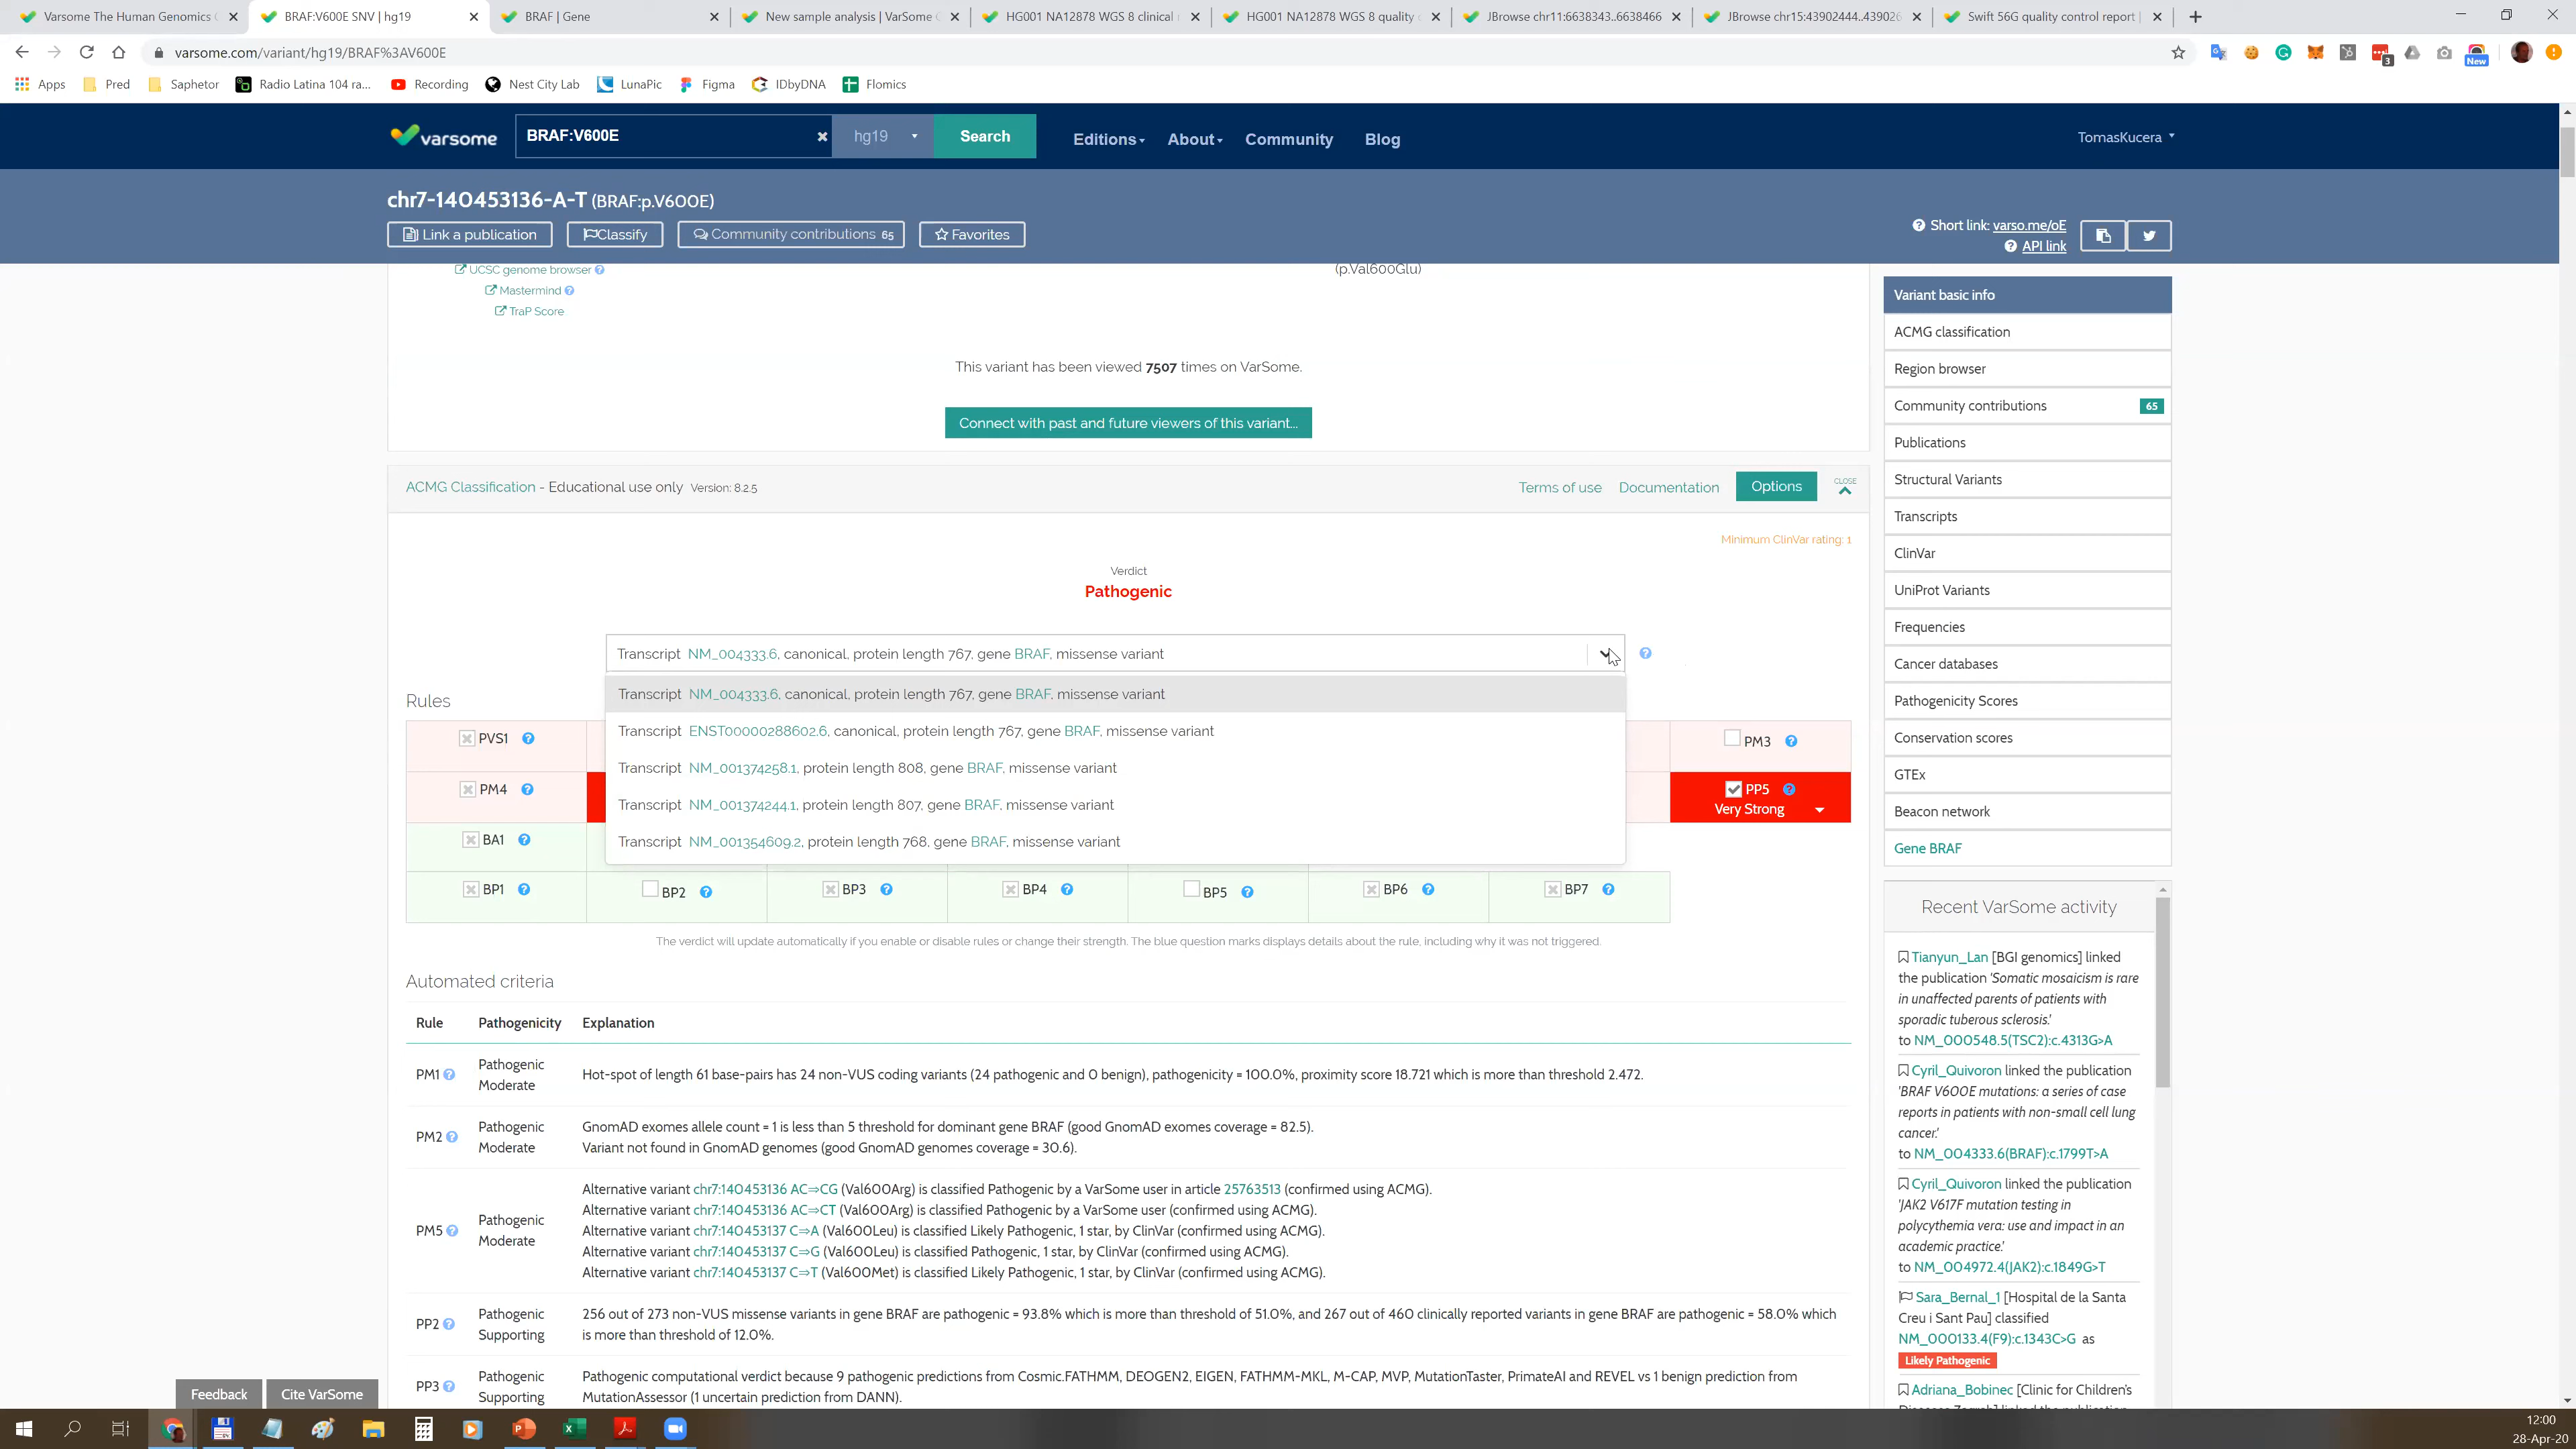 Varsome The Human Genomics C
BRAF:V600E SNV | hg19
BRAF | Gene
New sample analysis | VarSome C
HG001 NA12878 WGS 8 clinical r
HG001 NA12878 WGS 8 quality c
JBrowse chr11:6638343..6638466
JBrowse chr15:43902444..439026
Swift 56G quality control report |
varsome.com/variant/hg19/BRAF%3AV600E
3
New
Apps
Pred
Saphetor
Radio Latina 104 ra...
Recording
Nest City Lab
LunaPic
Figma
IDbyDNA
Flomics
varsome
BRAF:V600E
hg19
Search
Editions
About
Community
Blog
TomasKucera
chr7-140453136-A-T (BRAF:p.V600E)
Link a publication
Classify
Community contributions 65
Favorites
Short link: varso.me/oE
API link
UCSC genome browser
(p.Val600Glu)
Mastermind
TraP Score
This variant has been viewed 7507 times on VarSome.
Connect with past and future viewers of this variant...
ACMG Classification - Educational use only Version: 8.2.5
Terms of use
Documentation
Options
CLOSE
Minimum ClinVar rating: 1
Verdict
Pathogenic
Transcript NM_004333.6, canonical, protein length 767, gene BRAF, missense variant
Transcript NM_004333.6, canonical, protein length 767, gene BRAF, missense variant
Transcript ENST00000288602.6, canonical, protein length 767, gene BRAF, missense variant
Transcript NM_001374258.1, protein length 808, gene BRAF, missense variant
Transcript NM_001374244.1, protein length 807, gene BRAF, missense variant
Transcript NM_001354609.2, protein length 768, gene BRAF, missense variant
Rules
PVS1
PM3
PM4
PP5
Very Strong
BA1
BP1
BP2
BP3
BP4
BP5
BP6
BP7
The verdict will update automatically if you enable or disable rules or change their strength. The blue question marks displays details about the rule, including why it was not triggered.
Automated criteria
Rule Pathogenicity Explanation
PM1 Pathogenic Moderate Hot-spot of length 61 base-pairs has 24 non-VUS coding variants (24 pathogenic and 0 benign), pathogenicity = 100.0%, proximity score 18.721 which is more than threshold 2.472.
PM2 Pathogenic Moderate GnomAD exomes allele count = 1 is less than 5 threshold for dominant gene BRAF (good GnomAD exomes coverage = 82.5).
Variant not found in GnomAD genomes (good GnomAD genomes coverage = 30.6).
PM5 Pathogenic Moderate
Alternative variant chr7:140453136 AC⇒CG (Val600Arg) is classified Pathogenic by a VarSome user in article 25763513 (confirmed using ACMG).
Alternative variant chr7:140453136 AC⇒CT (Val600Arg) is classified Pathogenic by a VarSome user (confirmed using ACMG).
Alternative variant chr7:140453137 C⇒A (Val600Leu) is classified Likely Pathogenic, 1 star, by ClinVar (confirmed using ACMG).
Alternative variant chr7:140453137 C⇒G (Val600Leu) is classified Pathogenic, 1 star, by ClinVar (confirmed using ACMG).
Alternative variant chr7:140453137 C⇒T (Val600Met) is classified Likely Pathogenic, 1 star, by ClinVar (confirmed using ACMG).
PP2 Pathogenic Supporting 256 out of 273 non-VUS missense variants in gene BRAF are pathogenic = 93.8% which is more than threshold of 51.0%, and 267 out of 460 clinically reported variants in gene BRAF are pathogenic = 58.0% which
is more than threshold of 12.0%.
PP3 Pathogenic Supporting Pathogenic computational verdict because 9 pathogenic predictions from Cosmic.FATHMM, DEOGEN2, EIGEN, FATHMM-MKL, M-CAP, MVP, MutationTaster, PrimateAI and REVEL vs 1 benign prediction from
MutationAssessor (1 uncertain prediction from DANN).
Variant basic info
ACMG classification
Region browser
Community contributions 65
Publications
Structural Variants
Transcripts
ClinVar
UniProt Variants
Frequencies
Cancer databases
Pathogenicity Scores
Conservation scores
GTEx
Beacon network
Gene BRAF
Recent VarSome activity
Tianyun_Lan [BGI genomics] linked
the publication 'Somatic mosaicism is rare
in unaffected parents of patients with
sporadic tuberous sclerosis.'
to NM_000548.5(TSC2):c.4313G>A
Cyril_Quivoron linked the publication
'BRAF V600E mutations: a series of case
reports in patients with non-small cell lung
cancer.'
to NM_004333.6(BRAF):c.1799T>A
Cyril_Quivoron linked the publication
'JAK2 V617F mutation testing in
polycythemia vera: use and impact in an
academic practice.'
to NM_004972.4(JAK2):c.1849G>T
Sara_Bernal_1 [Hospital de la Santa
Creu i Sant Pau] classified
NM_000133.4(F9):c.1343C>G as
Likely Pathogenic
Adriana_Bobinec [Clinic for Children's
Feedback
Cite VarSome
12:00
28-Apr-20